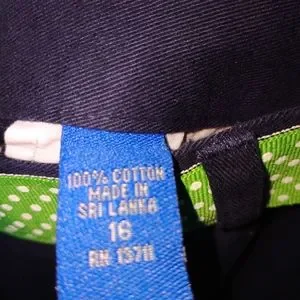 100% COTTON
MADE IN
SRI LANKA
16
RN 13711